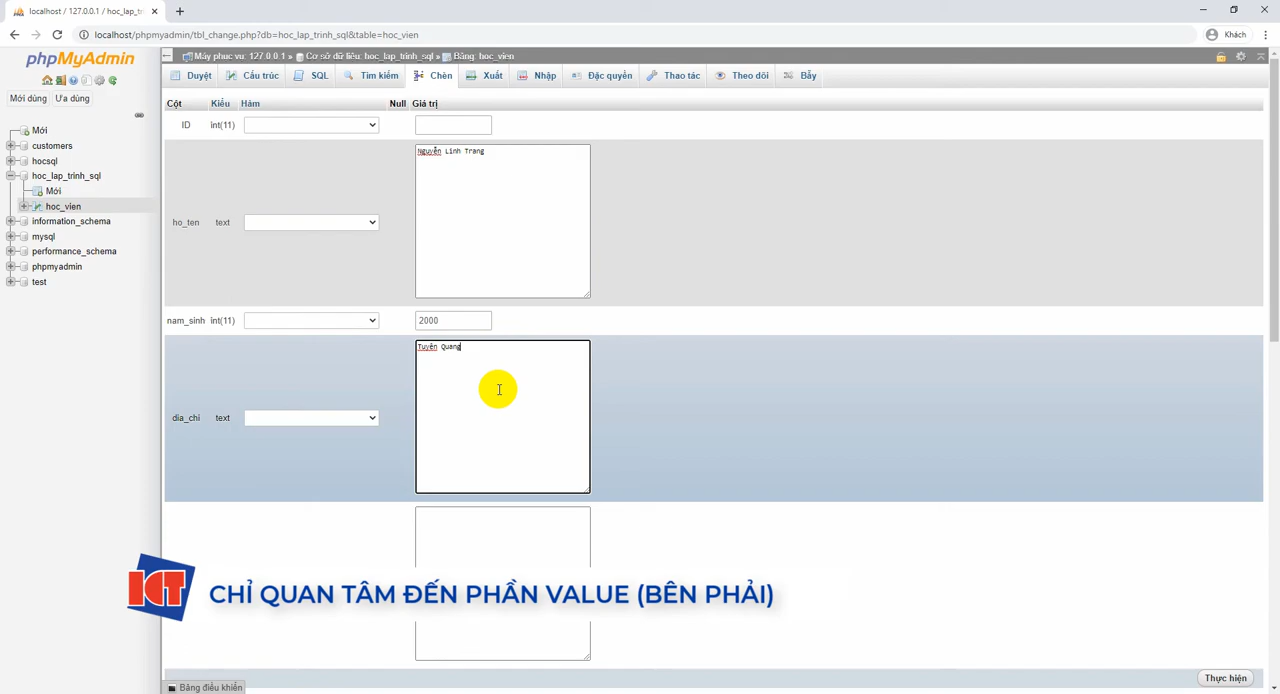 localhost / 127.0.0.1 / hoc_lap_tri
localhost/phpmyadmin/tbl_change.php?db=hoc_lap_trinh_sql&table=hoc_vien
Khách
phpMyAdmin
Mới dùng Ưa dùng
Mới
customers
hocsql
hoc_lap_trinh_sql
Mới
hoc_vien
information_schema
mysql
performance_schema
phpmyadmin
test
Máy phục vụ: 127.0.0.1 » Cơ sở dữ liệu: hoc_lap_trinh_sql » Bảng: hoc_vien
Duyệt Cấu trúc SQL Tìm kiếm Chèn Xuất Nhập Đặc quyền Thao tác Theo dõi Bẫy
Cột Kiểu Hàm Null Giá trị
ID int(11)
ho_ten text Nguyễn Linh Trang
nam_sinh int(11) 2000
dia_chi text Tuyên Quang
ICT CHỈ QUAN TÂM ĐẾN PHẦN VALUE (BÊN PHẢI)
Thực hiện
Bảng điều khiển